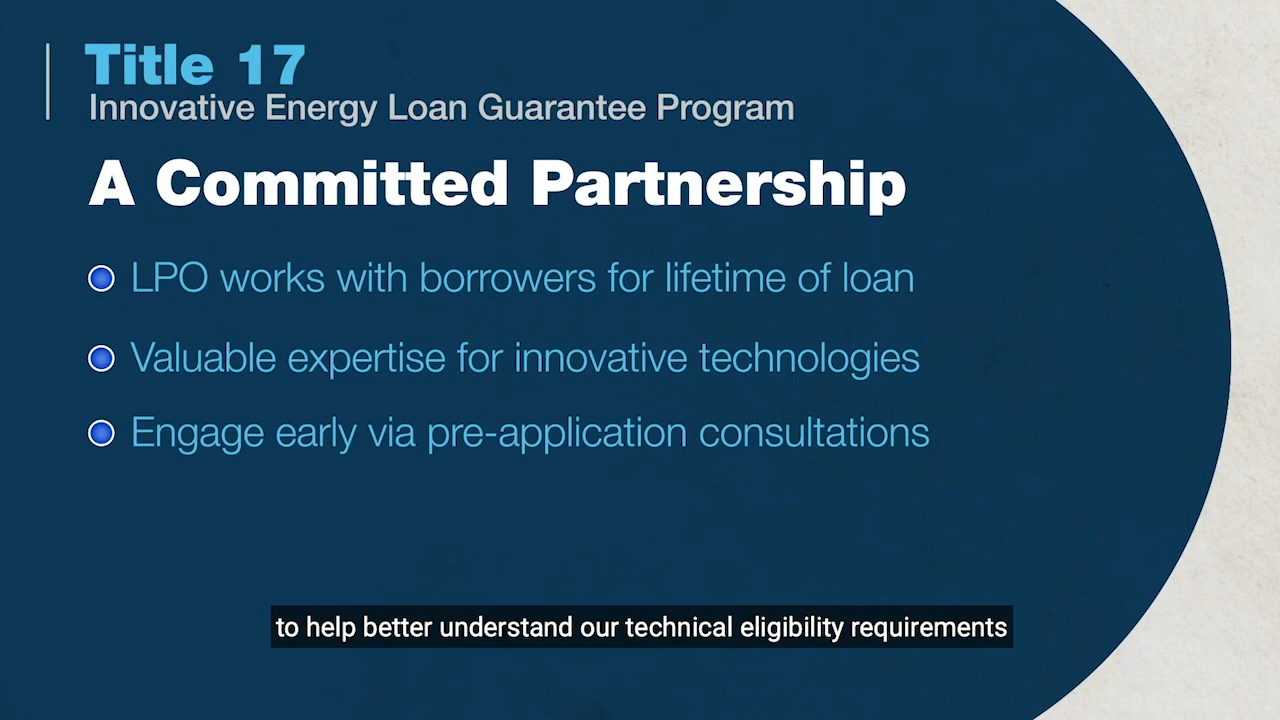 Title 17
Innovative Energy Loan Guarantee Program
A Committed Partnership
LPO works with borrowers for lifetime of loan
Valuable expertise for innovative technologies
Engage early via pre-application consultations
to help better understand our technical eligibility requirements